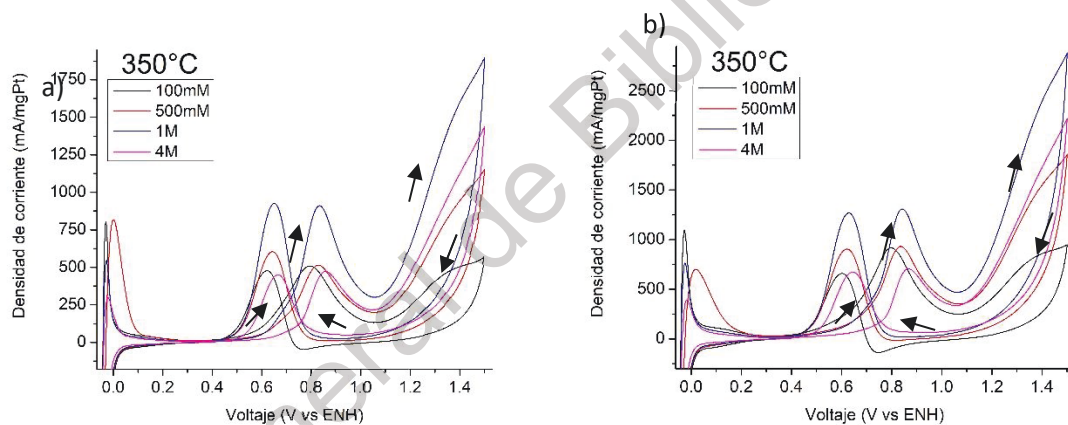 a)
350°C
100mM
500mM
1M
4M
Densidad de corriente (mA/mgPt)
1750
1500
1250
1000
750
500
250
0
0.0 0.2 0.4 0.6 0.8 1.0 1.2 1.4
Voltaje (V vs ENH)
b)
350°C
100mM
500mM
1M
4M
Densidad de corriente (mA/mgPt)
2500
2000
1500
1000
500
0
0.0 0.2 0.4 0.6 0.8 1.0 1.2 1.4
Voltaje (V vs ENH)
neral de Biblio